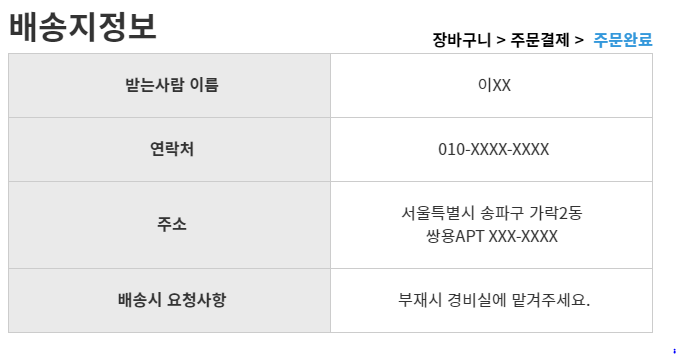 배송지정보
장바구니 > 주문결제 > 주문완료
받는사람 이름
이XX
연락처
010-XXXX-XXXX
주소
서울특별시 송파구 가락2동
쌍용APT XXX-XXXX
배송시 요청사항
부재시 경비실에 맡겨주세요.